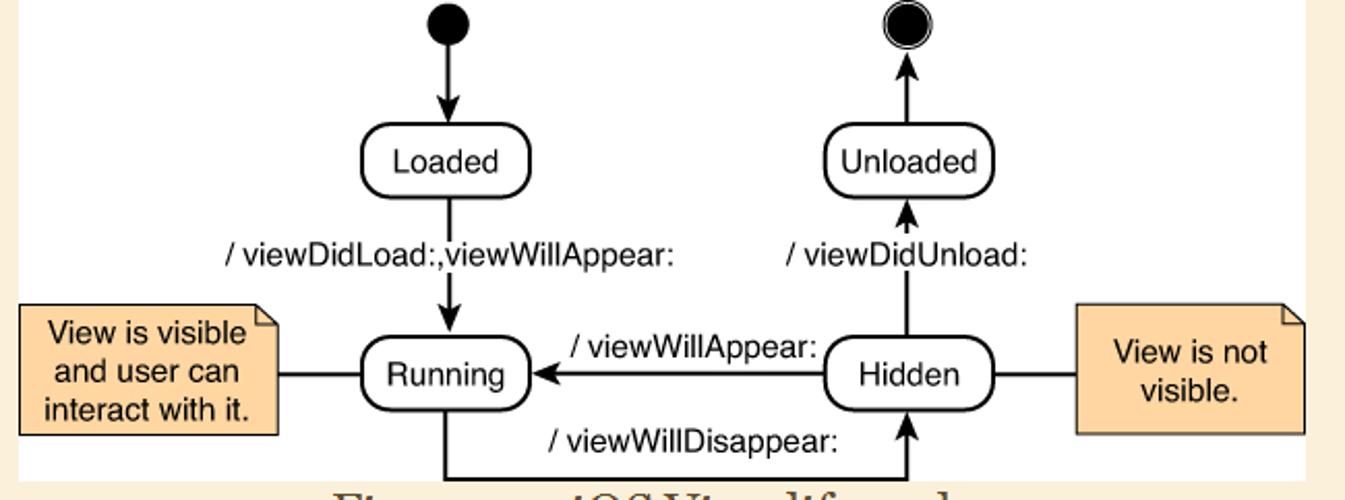 Loaded
Unloaded
/ viewDidLoad:,viewWillAppear:
/ viewDidUnload:
View is visible
and user can
interact with it.
Running
/ viewWillAppear:
Hidden
View is not
visible.
/ viewWillDisappear: